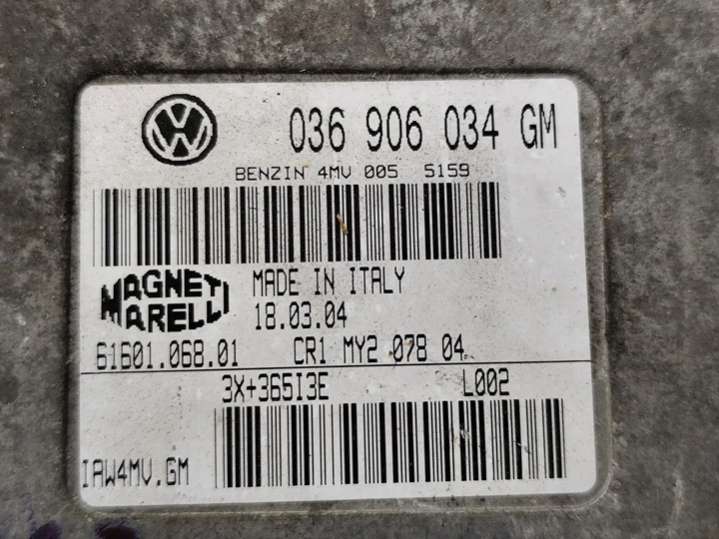 036 906 034 GM
BENZIN 4MV 005 5159
MAGNETI MADE IN ITALY
MARELLI 18.03.04
61601.068.01 CR1 MY2 078 04
3X+365I3E L002
IAW4MV.GM